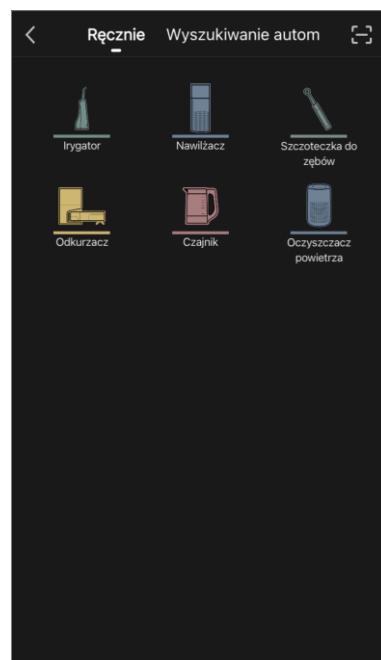 Ręcznie Wyszukiwanie autom
Irygator
Nawilżacz
Szczoteczka do
zębów
Odkurzacz
Czajnik
Oczyszczacz
powietrza